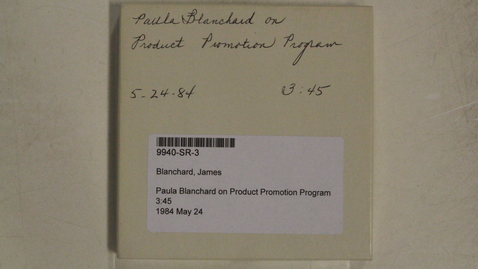 Paula Blanchard on
Product Promotion Program
5-24-84 3:45
9940-SR-3
Blanchard, James
Paula Blanchard on Product Promotion Program
3:45
1984 May 24